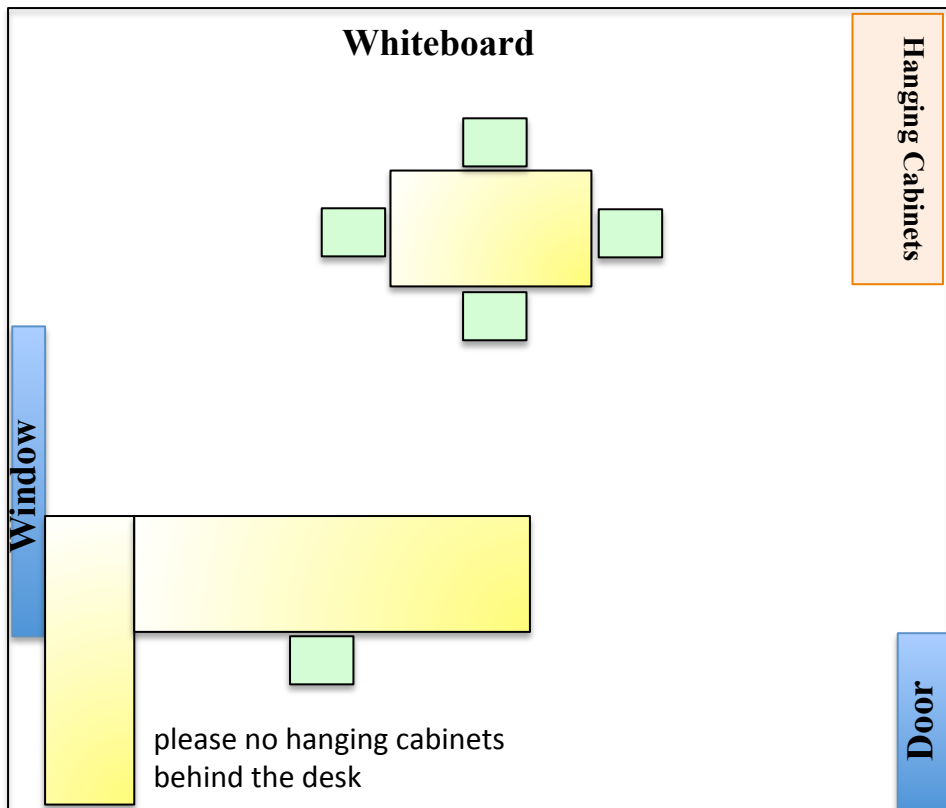 Whiteboard
Hanging Cabinets
Window
please no hanging cabinets
behind the desk
Door